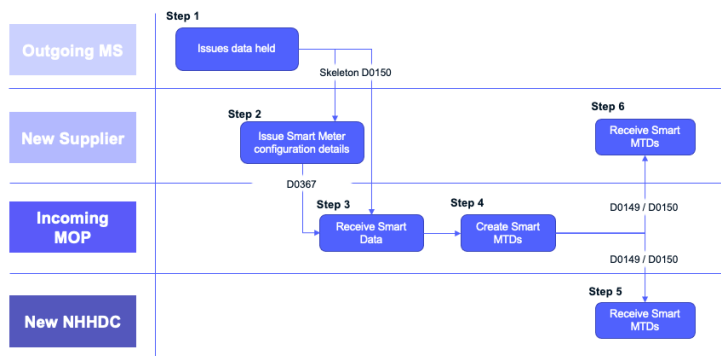 Step 1
Outgoing MS
Issues data held
Skeleton D0150
Step 2
Step 6
New Supplier
Issue Smart Meter
configuration details
Receive Smart
MTDs
D0367
Step 3
Step 4
D0149 / D0150
Incoming
MOP
Receive Smart
Data
Create Smart
MTDs
D0149 / D0150
Step 5
New NHHDC
Receive Smart
MTDs